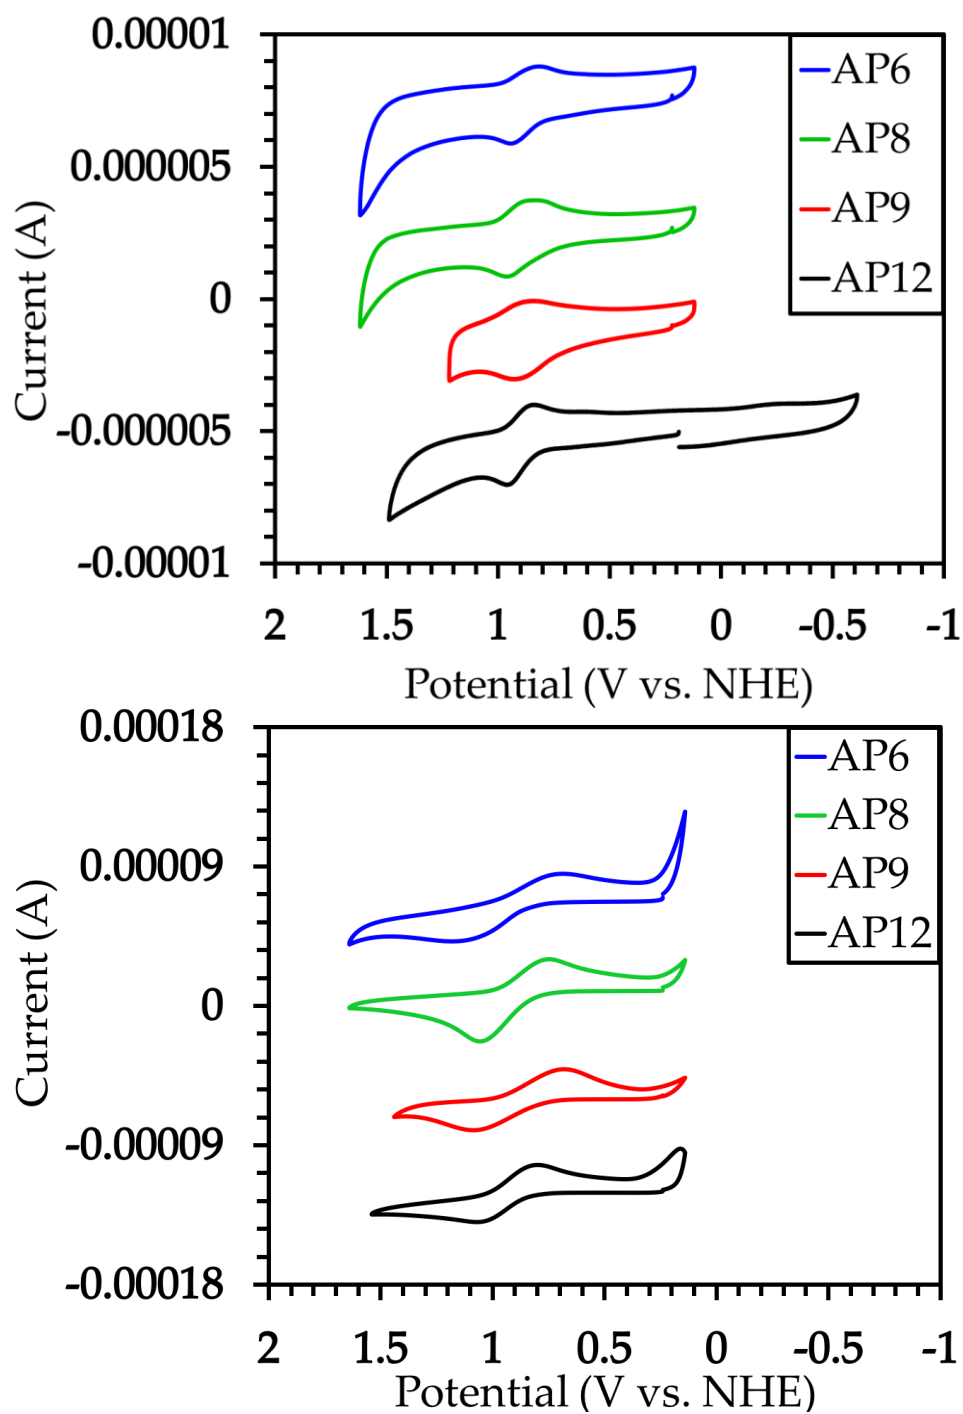 0.00001
0.000005
0
-0.000005
-0.00001
Current (A)
AP6
AP8
AP9
AP12
2 1.5 1 0.5 0 -0.5 -1
Potential (V vs. NHE)
0.00018
0.00009
0
-0.00009
-0.00018
Current (A)
AP6
AP8
AP9
AP12
2 1.5 1 0.5 0 -0.5 -1
Potential (V vs. NHE)